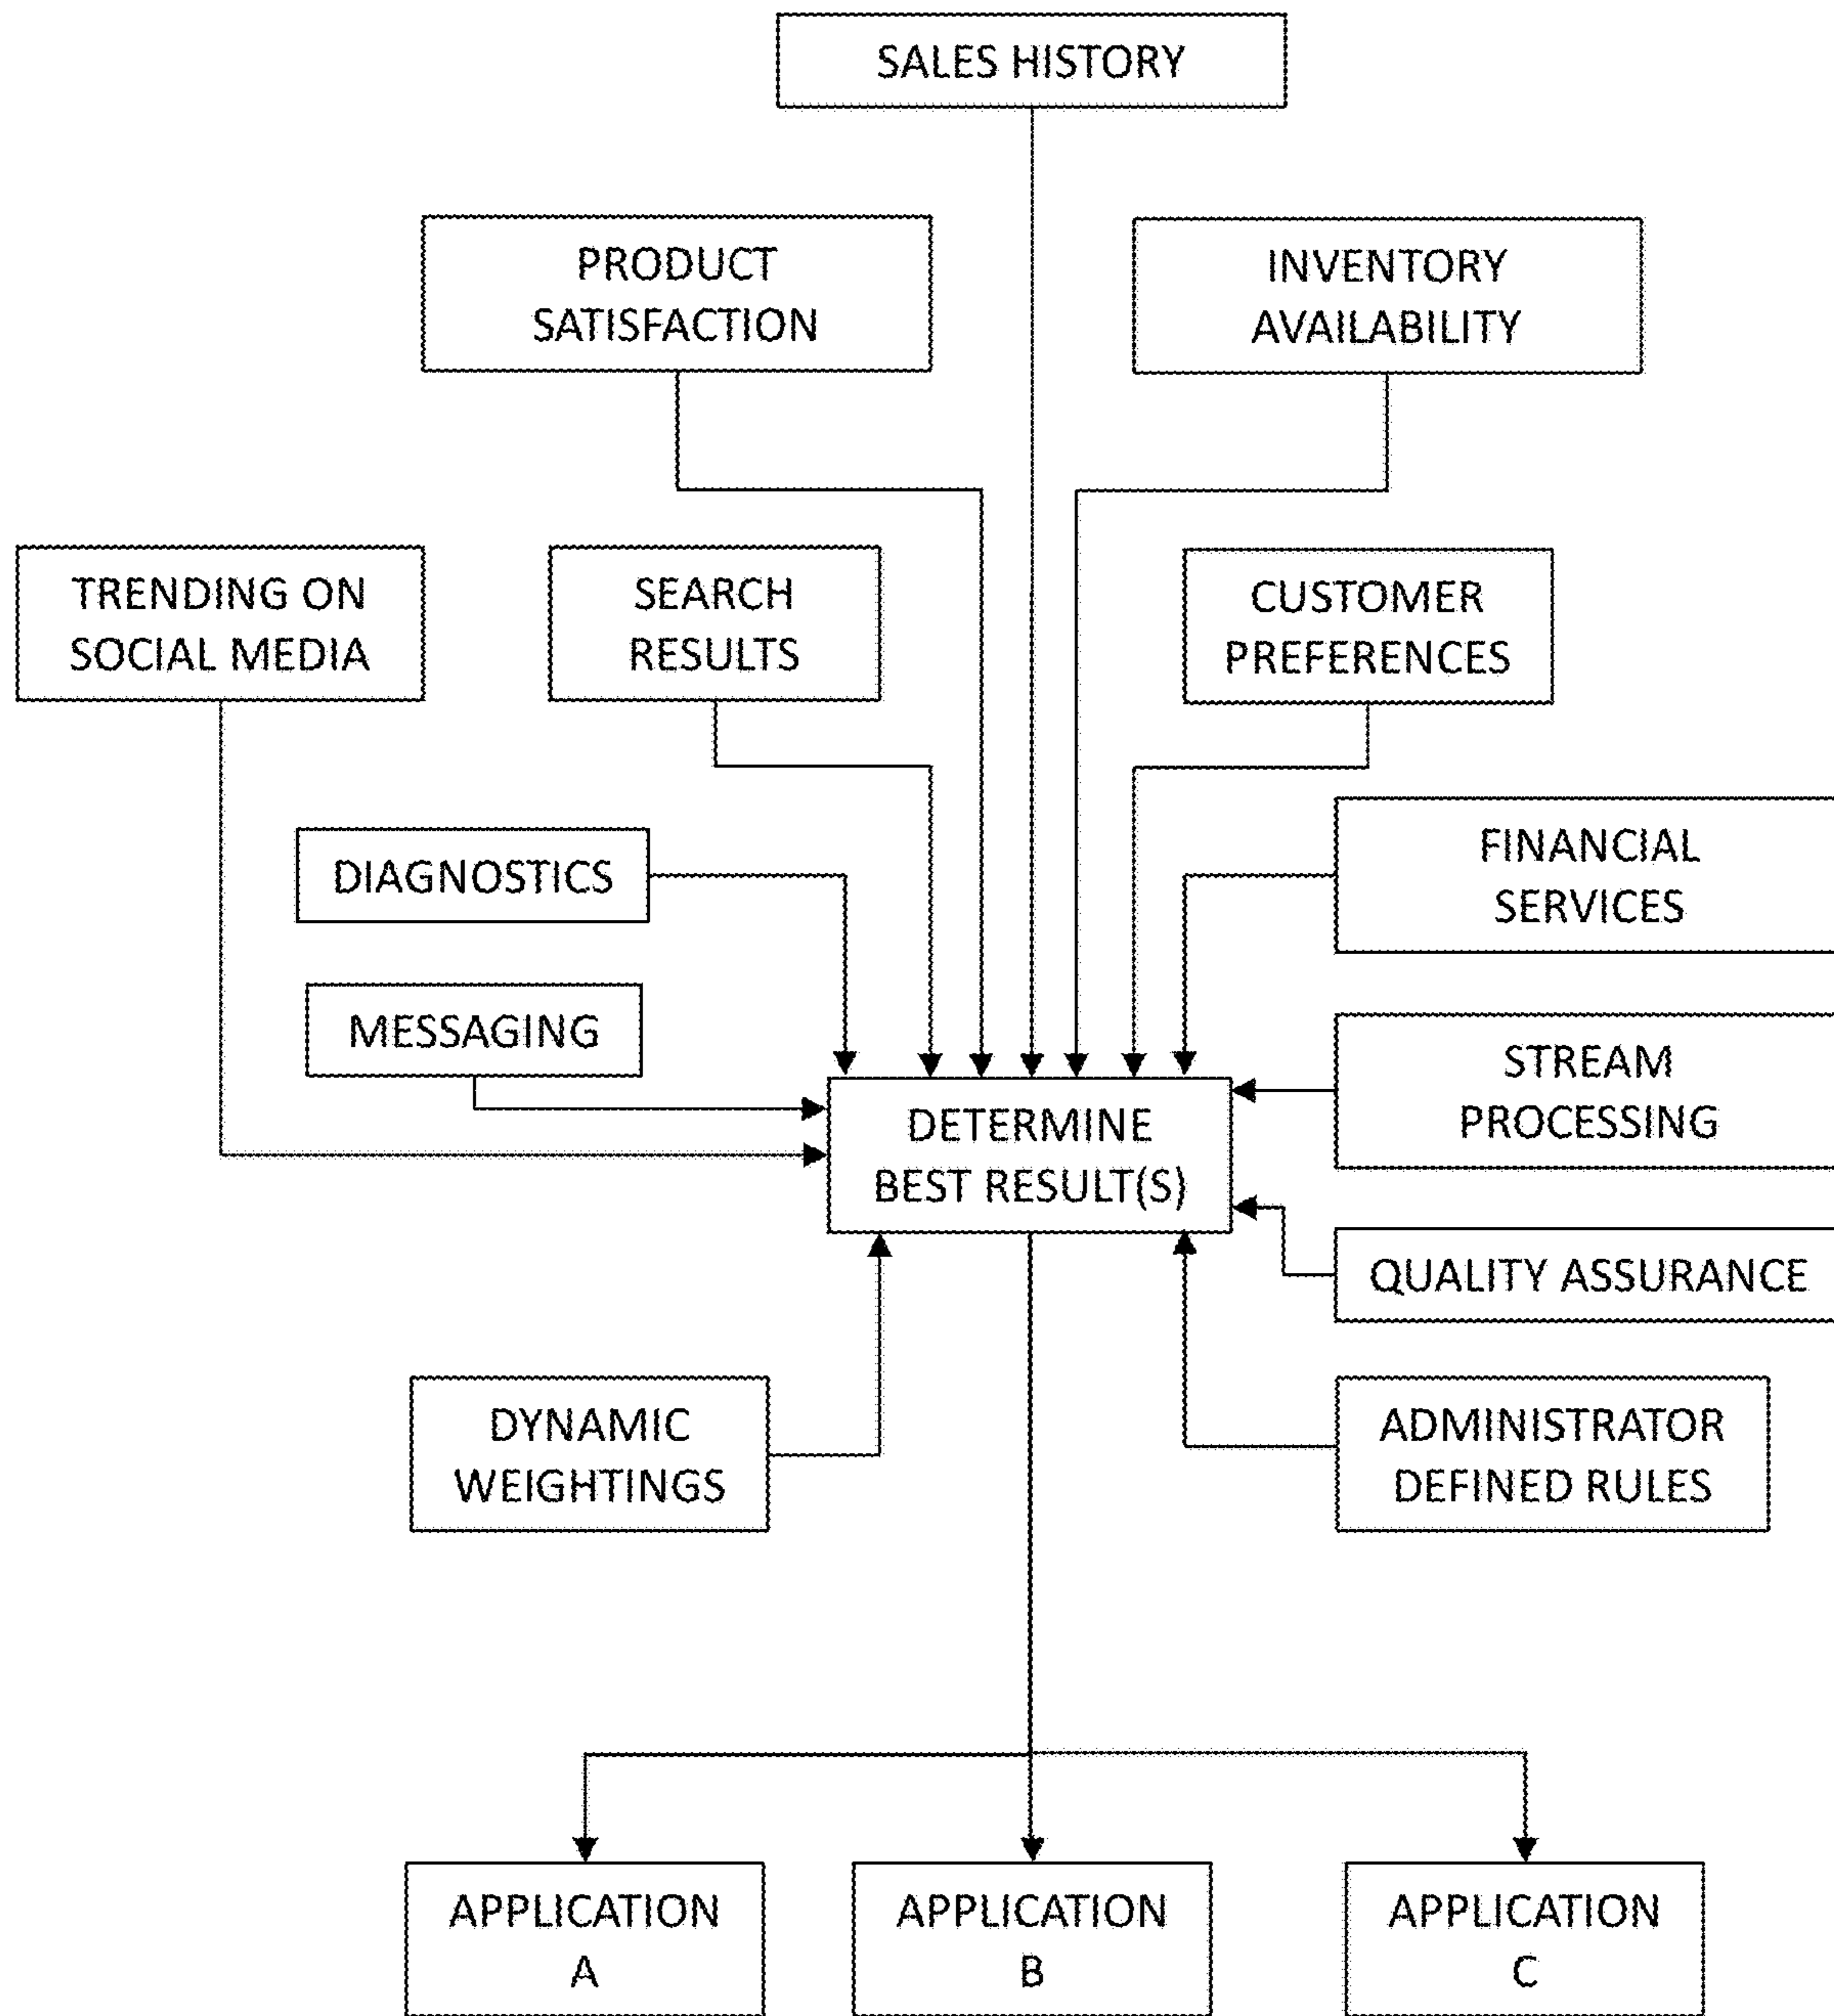 SALES HISTORY
PRODUCT
SATISFACTION
INVENTORY
AVAILABILITY
TRENDING ON
SOCIAL MEDIA
SEARCH
RESULTS
CUSTOMER
PREFERENCES
DIAGNOSTICS
FINANCIAL
SERVICES
MESSAGING
STREAM
PROCESSING
DETERMINE
BEST RESULT(S)
QUALITY ASSURANCE
DYNAMIC
WEIGHTINGS
ADMINISTRATOR
DEFINED RULES
APPLICATION
A
APPLICATION
B
APPLICATION
C